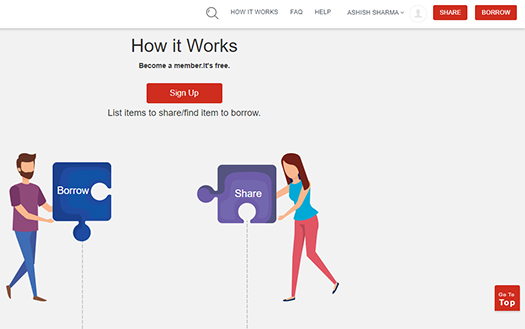 HOW IT WORKS FAQ HELP ASHISH SHARMA SHARE BORROW
How it Works
Become a member.It's free.
Sign Up
List items to share/find item to borrow.
Borrow
Share
Go To
Top